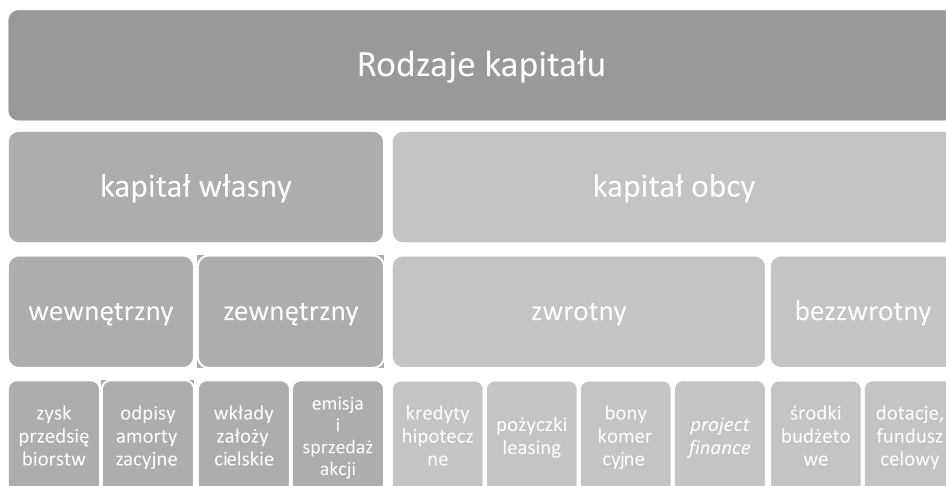 Rodzaje kapitału
kapitał własny
kapitał obcy
wewnętrzny
zewnętrzny
zwrotny
bezzwrotny
zysk
przedsię
biorstw
odpisy
amorty
zacyjne
wkłady
założy
cielskie
emisja
i
sprzedaż
akcji
kredyty
hipotecz
ne
pożyczki
leasing
bony
komer
cyjne
project
finance
środki
budżeto
we
dotacje,
fundusz
celowy